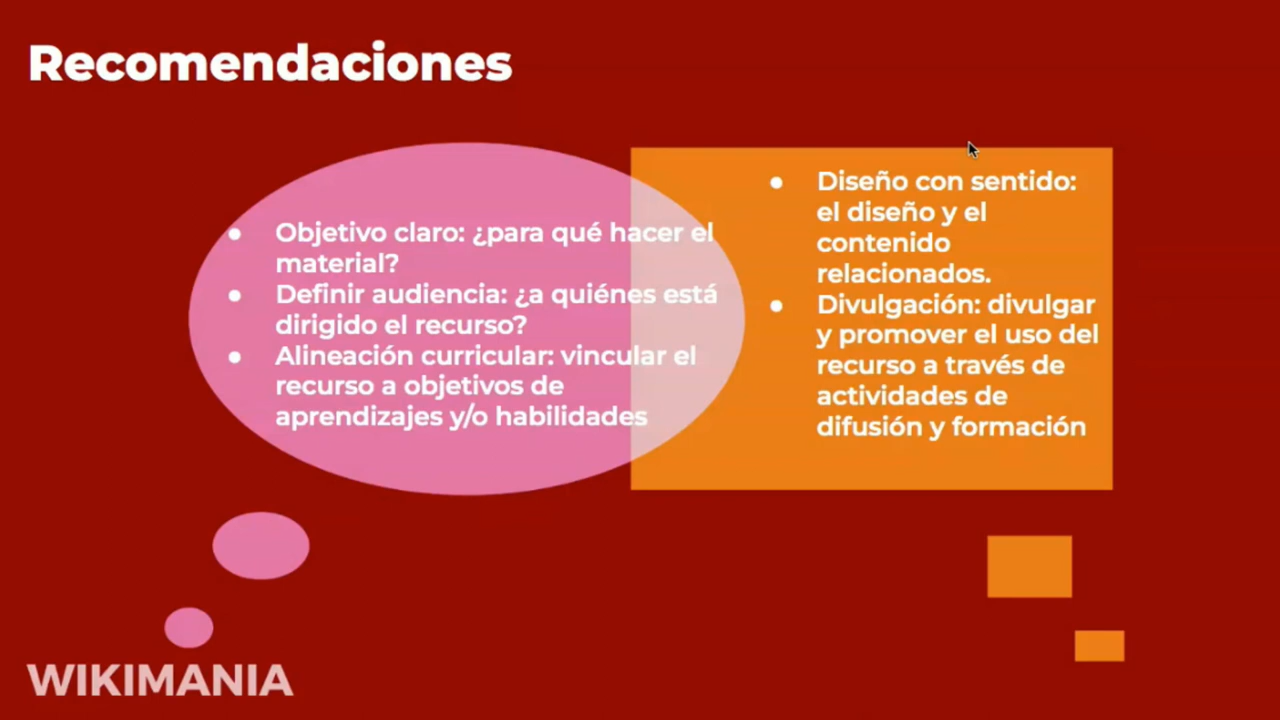 Recomendaciones
● Objetivo claro: ¿para qué hacer el
material?
● Definir audiencia: ¿a quiénes está
dirigido el recurso?
● Alineación curricular: vincular el
recurso a objetivos de
aprendizajes y/o habilidades
● Diseño con sentido:
el diseño y el
contenido
relacionados.
● Divulgación: divulgar
y promover el uso del
recurso a través de
actividades de
difusión y formación
WIKIMANIA